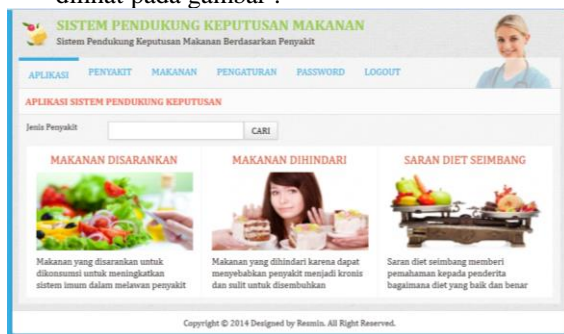 dilihat pada gambar :
SISTEM PENDUKUNG KEPUTUSAN MAKANAN
Sistem Pendukung Keputusan Makanan Berdasarkan Penyakit
APLIKASI PENYAKIT MAKANAN PENGATURAN PASSWORD LOGOUT
APLIKASI SISTEM PENDUKUNG KEPUTUSAN
Jenis Penyakit CARI
MAKANAN DISARANKAN
Makanan yang disarankan untuk
dikonsumsi untuk meningkatkan
sistem imun dalam melawan penyakit
MAKANAN DIHINDARI
Makanan yang dihindari karena dapat
menyebabkan penyakit menjadi kronis
dan sulit untuk disembuhkan
SARAN DIET SEIMBANG
Saran diet seimbang memberi
pemahaman kepada penderita
bagaimana diet yang baik dan benar
Copyright © 2014 Designed by Resmin. All Right Reserved.